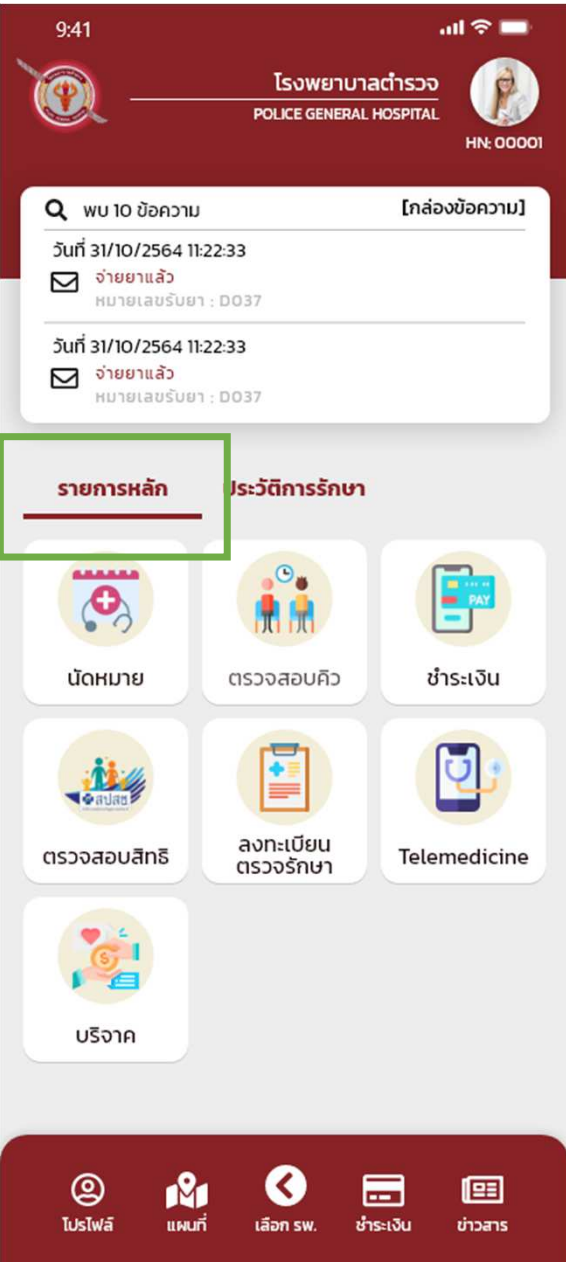 9:41
โรงพยาบาลตำรวจ
POLICE GENERAL HOSPITAL
HN: 00001
พบ 10 ข้อความ [กล่องข้อความ]
วันที่ 31/10/2564 11:22:33
จ่ายยาแล้ว
หมายเลขรับยา : D037
วันที่ 31/10/2564 11:22:33
จ่ายยาแล้ว
หมายเลขรับยา : D037
รายการหลัก ประวัติการรักษา
PAY
นัดหมาย ตรวจสอบคิว ชำระเงิน
สปสช.
ตรวจสอบสิทธิ ลงทะเบียน Telemedicine
ตรวจรักษา
บริจาค
โปรไฟล์ แผนที่ เลือก รพ. ชำระเงิน ข่าวสาร